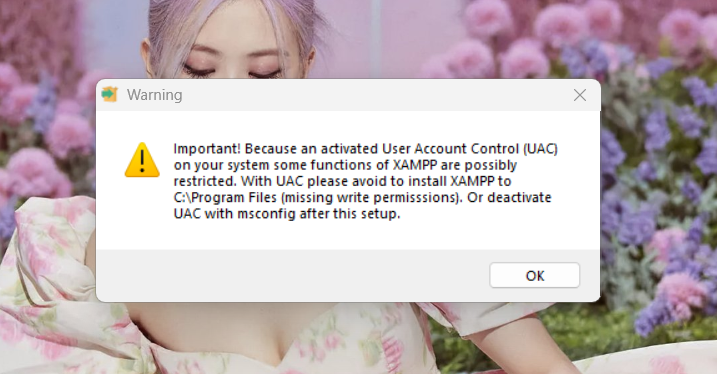 Warning
Important! Because an activated User Account Control (UAC)
on your system some functions of XAMPP are possibly
restricted. With UAC please avoid to install XAMPP to
C:\Program Files (missing write permisssions). Or deactivate
UAC with msconfig after this setup.
OK